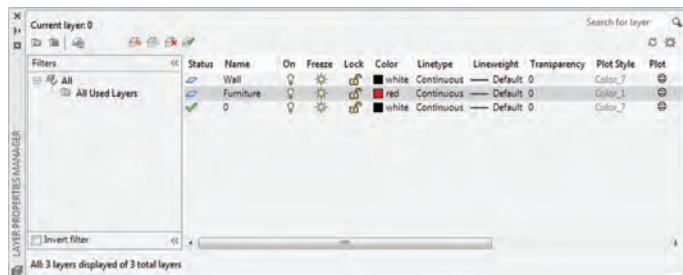 Current layer: 0
Search for layer
Filters
All
All Used Layers
Invert filter
Status Name On Freeze Lock Color Linetype Lineweight Transparency Plot Style Plot
Wall white Continuous Default 0 Color_7
Furniture red Continuous Default 0 Color_1
0 white Continuous Default 0 Color_7
All: 3 layers displayed of 3 total layers
LAYER PROPERTIES MANAGER